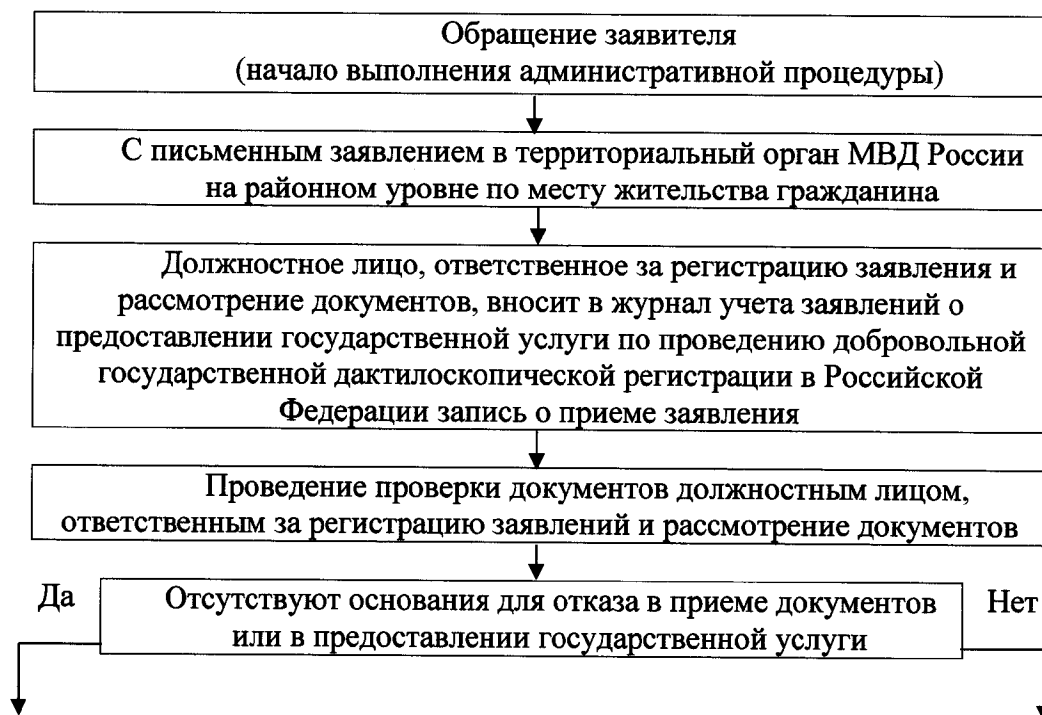 Обращение заявителя
(начало выполнения административной процедуры)
С письменным заявлением в территориальный орган МВД России
на районном уровне по месту жительства гражданина
Должностное лицо, ответственное за регистрацию заявления и
рассмотрение документов, вносит в журнал учета заявлений о
предоставлении государственной услуги по проведению добровольной
государственной дактилоскопической регистрации в Российской
Федерации запись о приеме заявления
Проведение проверки документов должностным лицом,
ответственным за регистрацию заявлений и рассмотрение документов
Да
Отсутствуют основания для отказа в приеме документов
или в предоставлении государственной услуги
Нет